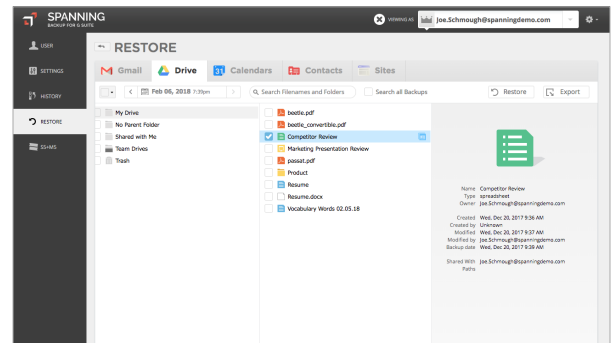 SPANNING
BACKUP FOR G SUITE
VIEWING AS Joe.Schmough@spanningdemo.com
USER
SETTINGS
HISTORY
RESTORE
SS+MS
RESTORE
Gmail Drive 31 Calendars Contacts Sites
Feb 06, 2018 7:39pm Search Filenames and Folders Search all Backups Restore Export
My Drive
No Parent Folder
Shared with Me
Team Drives
Trash
beetle.pdf
beetle_convertible.pdf
Competitor Review
Marketing Presentation Review
passat.pdf
Product
Resume
Resume.docx
Vocabulary Words 02.05.18
Name Competitor Review
Type spreadsheet
Owner Joe.Schmough@spanningdemo.com
Created Wed, Dec 20, 2017 9:36 AM
Created by Unknown
Modified Wed, Dec 20, 2017 9:37 AM
Modified by Joe.Schmough@spanningdemo.com
Backup date Wed, Dec 20, 2017 9:39 AM
Shared With Joe.Schmough@spanningdemo.com
Paths